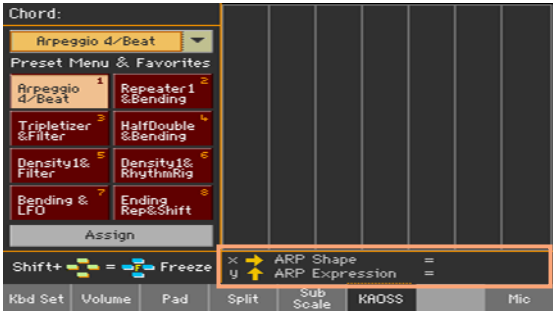 Chord:
Arpeggio 4/Beat
Preset Menu & Favorites
Arpeggio 4/Beat 1
Repeater1 &Bending 2
Tripletizer &Filter 3
HalfDouble &Bending 4
Density1& Filter 5
Density1& RhythmRig 6
Bending & LFO 7
Ending Rep&Shift 8
Assign
Shift+ = F Freeze
x ARP Shape =
y ARP Expression =
Kbd Set Volume Pad Split Sub Scale KAOSS Mic